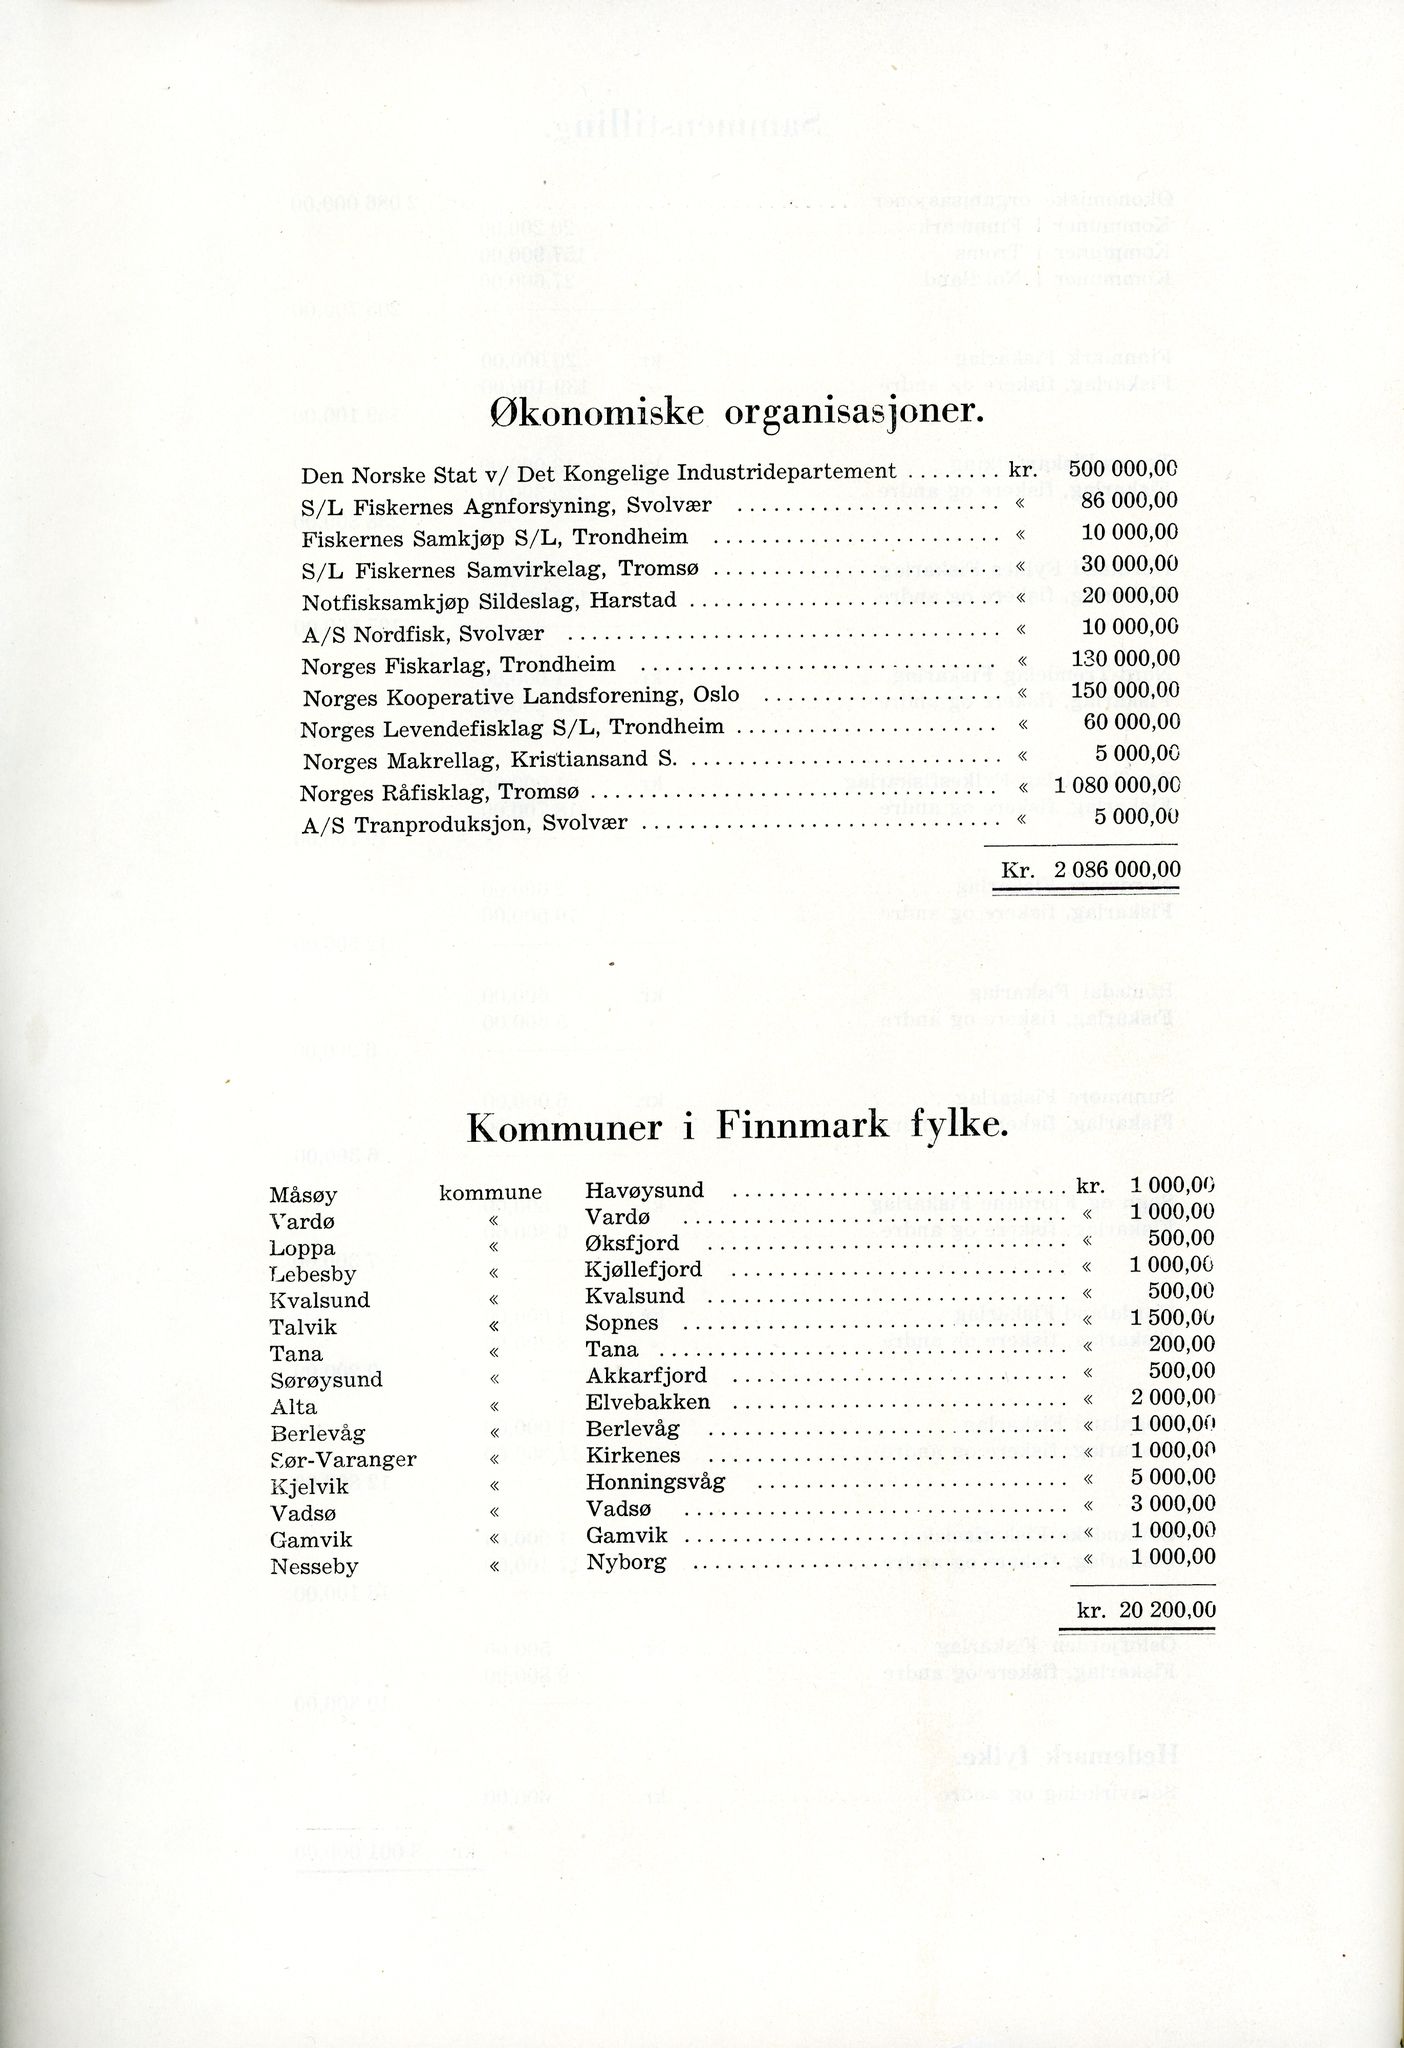 Økonomiske organisasjoner.
Den Norske Stat v/ Det Kongelige Industridepartement ........ kr. 500 000,00
S/L Fiskernes Agnforsyning, Svolvær ...................... « 86 000,00
Fiskernes Samkjøp S/L, Trondheim ........................ « 10 000,00
S/L Fiskernes Samvirkelag, Tromsø ........................ « 30 000,00
Notfisksamkjøp Sildeslag, Harstad .......................... « 20 000,00
A/S Nordfisk, Svolvær .................................... « 10 000,00
Norges Fiskarlag, Trondheim .............................. « 130 000,00
Norges Kooperative Landsforening, Oslo .................... « 150 000,00
Norges Levendefisklag S/L, Trondheim ...................... « 60 000,00
Norges Makrellag, Kristiansand S. .......................... « 5 000,00
Norges Råfisklag, Tromsø .................................. « 1 080 000,00
A/S Tranproduksjon, Svolvær .............................. « 5 000,00
Kr. 2 086 000,00
Kommuner i Finnmark fylke.
Måsøy kommune Havøysund ............................ kr. 1 000,00
Vardø « Vardø ................................ « 1 000,00
Loppa « Øksfjord .............................. « 500,00
Lebesby « Kjøllefjord ............................ « 1 000,00
Kvalsund « Kvalsund .............................. « 500,00
Talvik « Sopnes ................................ « 1 500,00
Tana « Tana .................................. « 200,00
Sørøysund « Akkarfjord ............................ « 500,00
Alta « Elvebakken ............................ « 2 000,00
Berlevåg « Berlevåg .............................. « 1 000,00
Sør-Varanger « Kirkenes .............................. « 1 000,00
Kjelvik « Honningsvåg .......................... « 5 000,00
Vadsø « Vadsø ................................ « 3 000,00
Gamvik « Gamvik ................................ « 1 000,00
Nesseby « Nyborg ................................ « 1 000,00
kr. 20 200,00